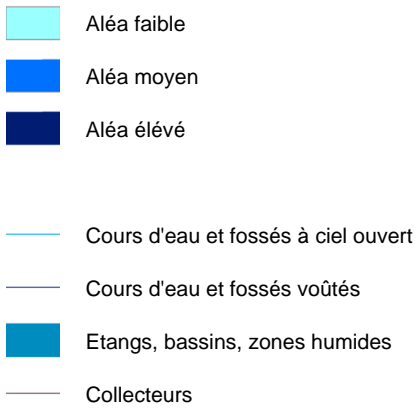 Aléa faible
Aléa moyen
Aléa élévé
Cours d'eau et fossés à ciel ouvert
Cours d'eau et fossés voûtés
Etangs, bassins, zones humides
Collecteurs